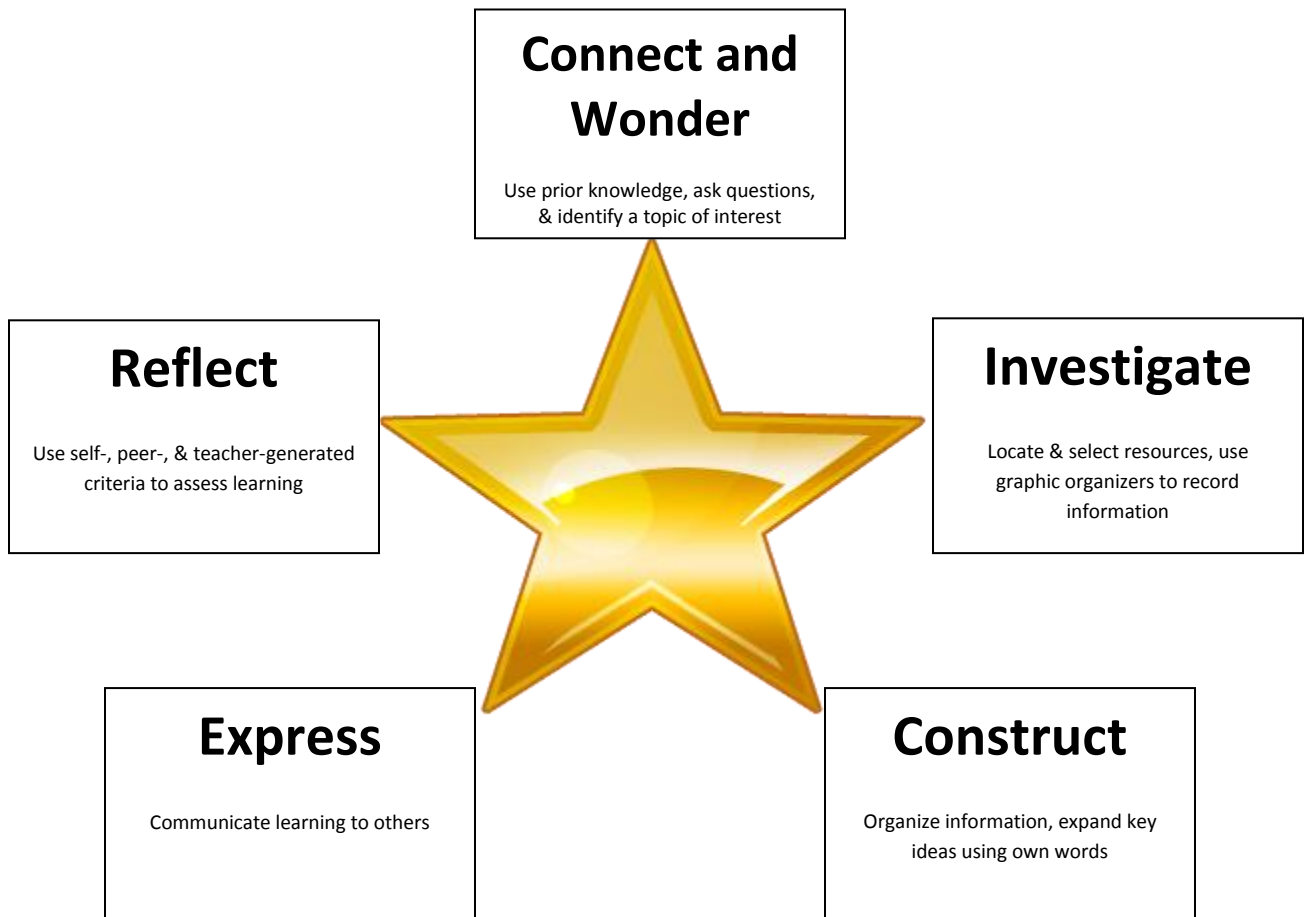 Connect and
Wonder
Use prior knowledge, ask questions,
& identify a topic of interest
Reflect
Use self-, peer-, & teacher-generated
criteria to assess learning
Investigate
Locate & select resources, use
graphic organizers to record
information
Express
Communicate learning to others
Construct
Organize information, expand key
ideas using own words